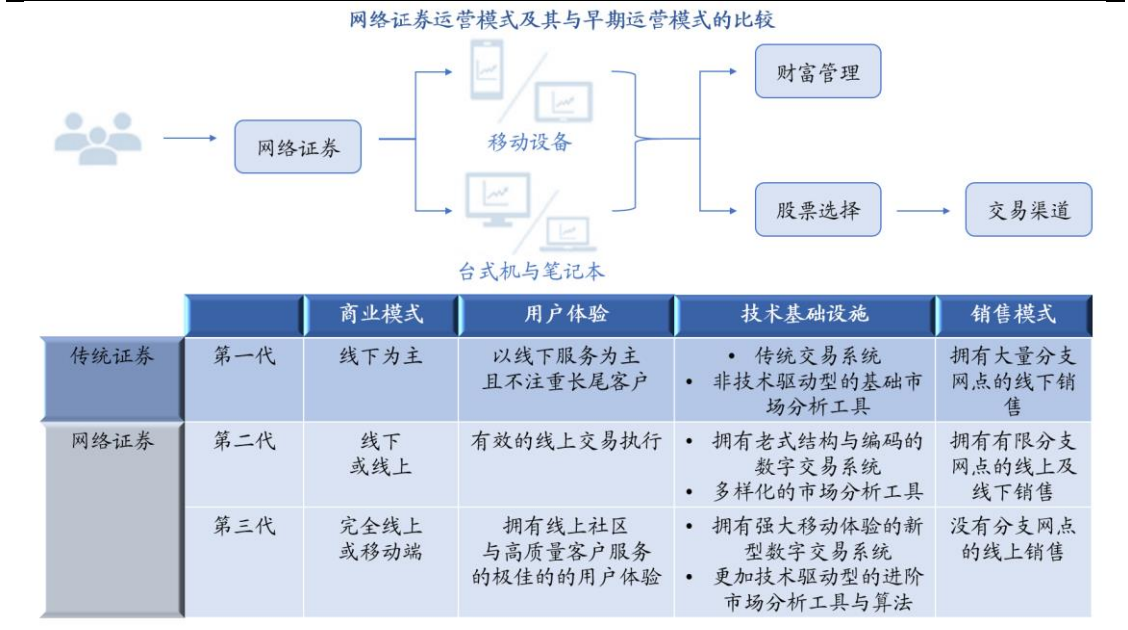 网络证券运营模式及其与早期运营模式的比较
网络证券
移动设备
台式机与笔记本
财富管理
股票选择
交易渠道
商业模式
用户体验
技术基础设施
销售模式
传统证券
第一代
线下为主
以线下服务为主
且不注重长尾客户
• 传统交易系统
• 非技术驱动型的基础市
场分析工具
拥有大量分支
网点的线下销
售
网络证券
第二代
线下
或线上
有效的线上交易执行
• 拥有老式结构与编码的
数字交易系统
• 多样化的市场分析工具
拥有有限分支
网点的线上及
线下销售
第三代
完全线上
或移动端
拥有线上社区
与高质量客户服务
的极佳的的用户体验
• 拥有强大移动体验的新
型数字交易系统
• 更加技术驱动型的进阶
市场分析工具与算法
没有分支网点
的线上销售